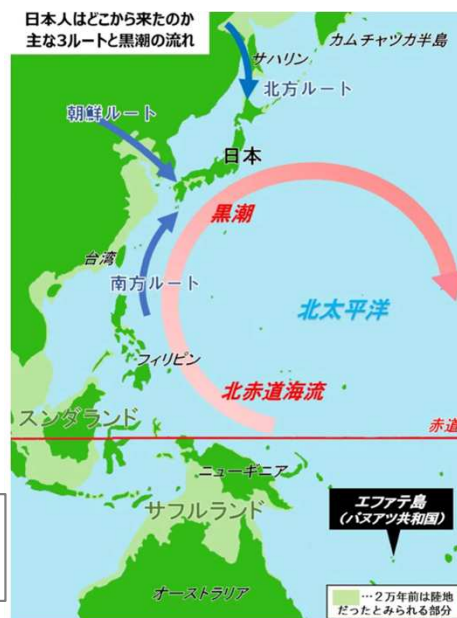 日本人はどこから来たのか
主な3ルートと黒潮の流れ
カムチャツカ半島
サハリン
北方ルート
朝鮮ルート
日本
黒潮
台湾
南方ルート
北太平洋
フィリピン
北赤道海流
スンダランド
赤道
ニューギニア
サフルランド
エファテ島
(バヌアツ共和国)
オーストラリア
…2万年前は陸地
だったとみられる部分